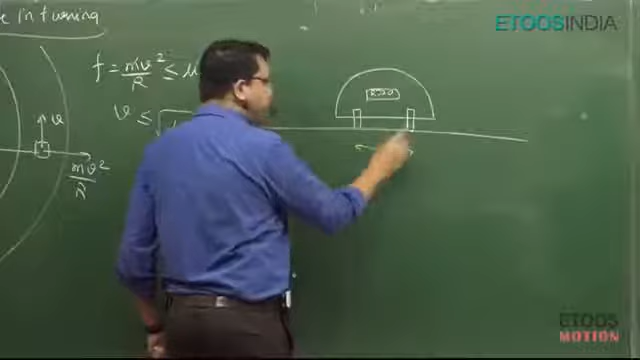 in turning
ETOOSINDIA
f = mv²/R ≤ μ
v ≤ √
v
mv²/R
ETOOS
MOTION